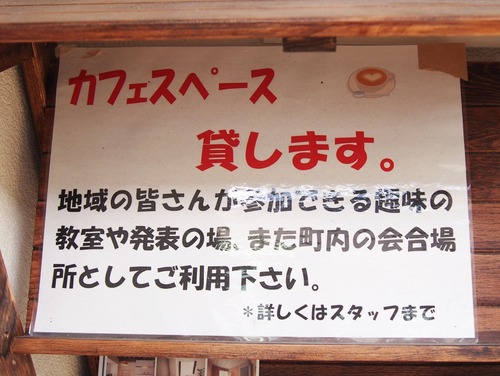 カフェスペース
貸します。
地域の皆さんが参加できる趣味の
教室や発表の場、また町内の会合場
所としてご利用下さい。
*詳しくはスタッフまで